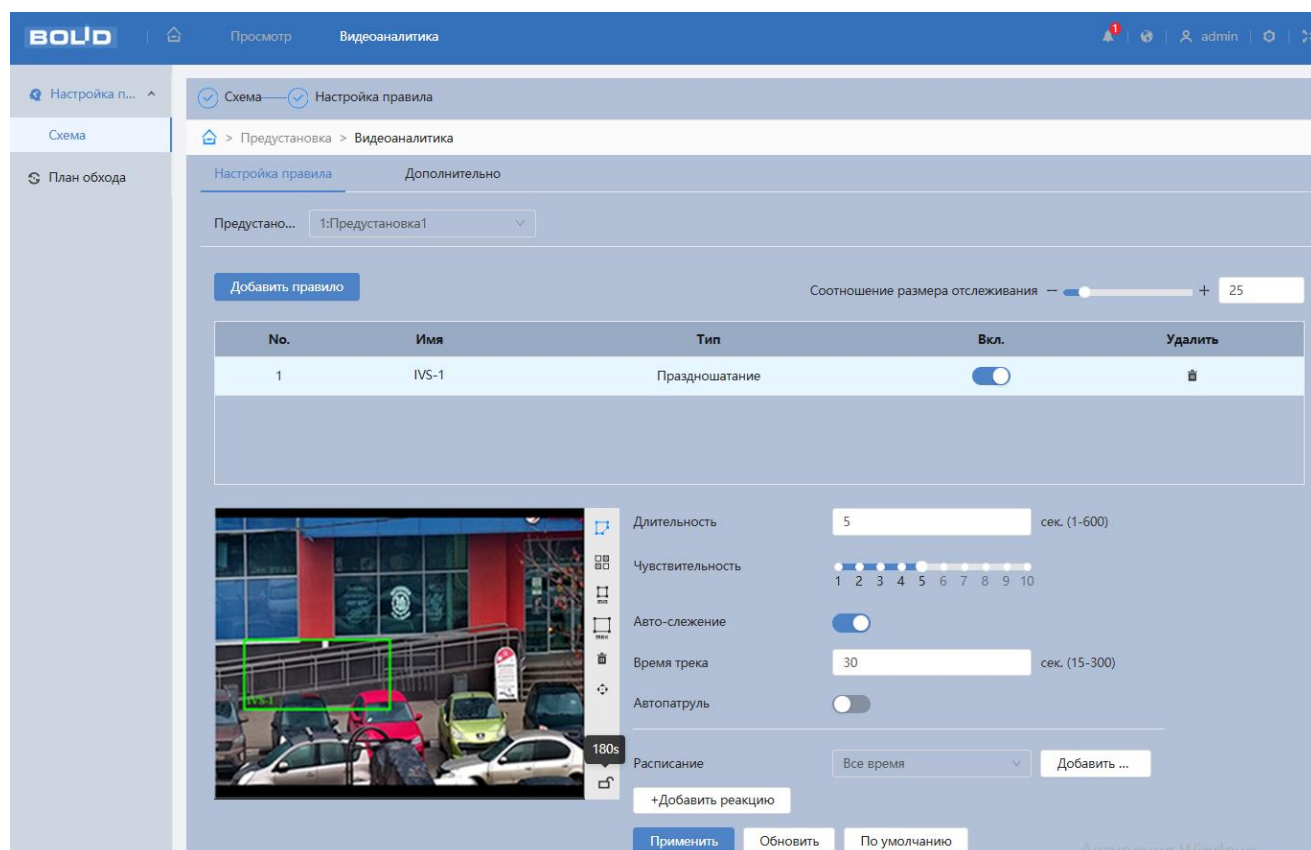 BOLID Просмотр Видеоаналитика 1 admin
Настройка п...
Схема
План обхода
Схема Настройка правила
> Предустановка > Видеоаналитика
Настройка правила Дополнительно
Предустано... 1:Предустановка1
Добавить правило Соотношение размера отслеживания − + 25
No. Имя Тип Вкл. Удалить
1 IVS-1 Праздношатание
Длительность 5 сек. (1-600)
Чувствительность
1 2 3 4 5 6 7 8 9 10
min
Авто-слежение
max
Время трека 30 сек. (15-300)
IVS-1
Автопатруль
180s
Расписание Все время Добавить ...
+Добавить реакцию
Применить Обновить По умолчанию